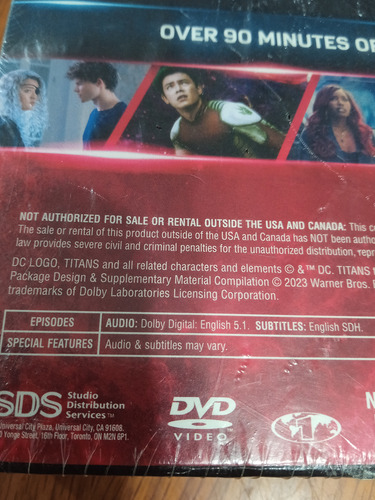 OVER 90 MINUTES OF
NOT AUTHORIZED FOR SALE OR RENTAL OUTSIDE THE USA AND CANADA: This
The sale or rental of this product outside of the USA and Canada has NOT been
law provides severe civil and criminal penalties for the unauthorized distribution,
DC LOGO, TITANS and all related characters and elements © & ™ DC. TITANS
Package Design & Supplementary Material Compilation © 2023 Warner Bros.
trademarks of Dolby Laboratories Licensing Corporation.
EPISODES AUDIO: Dolby Digital: English 5.1. SUBTITLES: English SDH.
SPECIAL FEATURES Audio & subtitles may vary.
SDS Studio
Distribution
Services™
Universal City Plaza, Universal City, CA 91608.
Yonge Street, 16th Floor, Toronto, ON M2N 6P1.
DVD
VIDEO
1